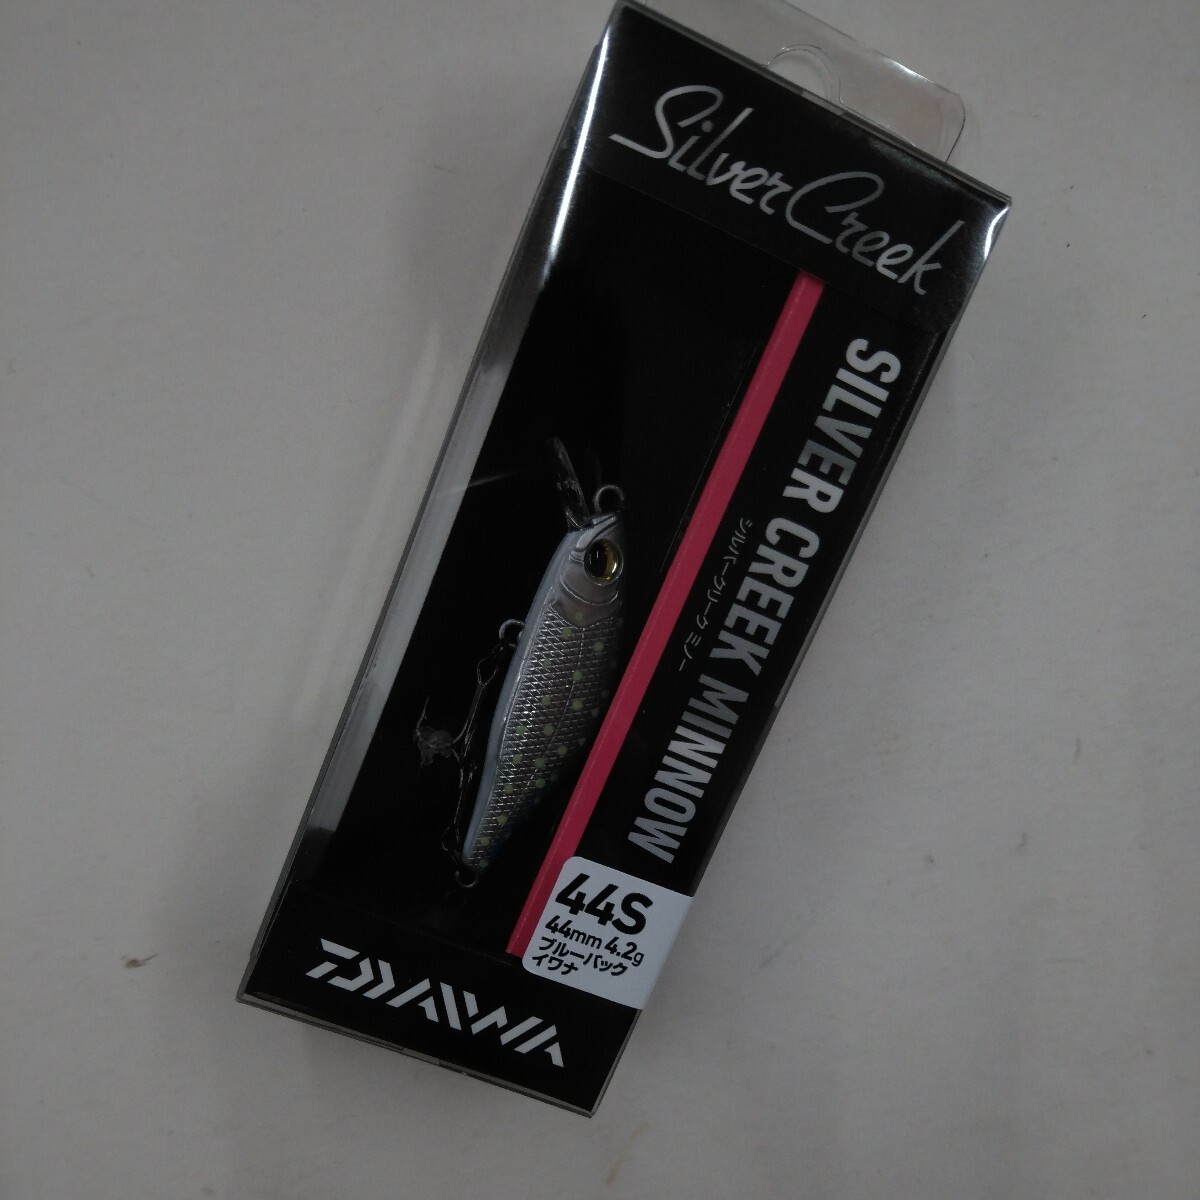 Silver Creek
SILVER CREEK MINNOW
シルバークリーク ミノー
44S
44mm 4.2g
ブルーバック
イワナ
DAIWA